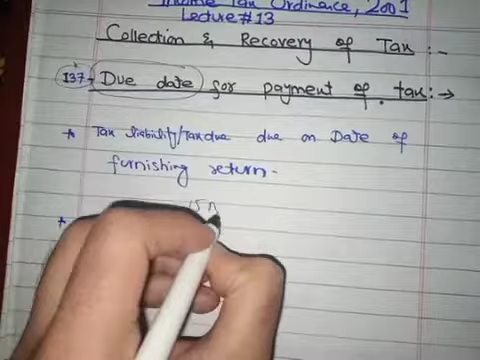 Income Tax Ordinance, 2001
Lecture #13
Collection & Recovery of Tax :-
137- Due date for payment of tax:→
* Tax liability/Tax due due on Date of
furnishing return.
*